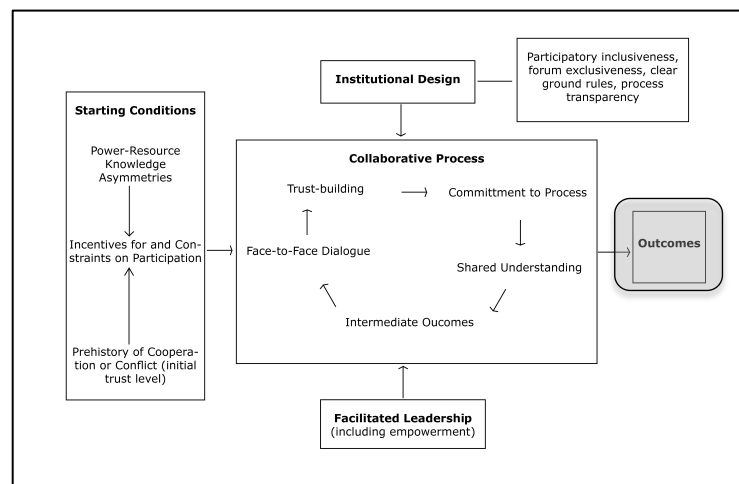 Institutional Design
Participatory inclusiveness,
forum exclusiveness, clear
ground rules, process
transparency
Starting Conditions
Power-Resource
Knowledge
Asymmetries
Incentives for and Con-
straints on Participation
Prehistory of Coopera-
tion or Conflict (initial
trust level)
Collaborative Process
Trust-building
Committment to Process
Face-to-Face Dialogue
Shared Understanding
Intermediate Oucomes
Outcomes
Facilitated Leadership
(including empowerment)